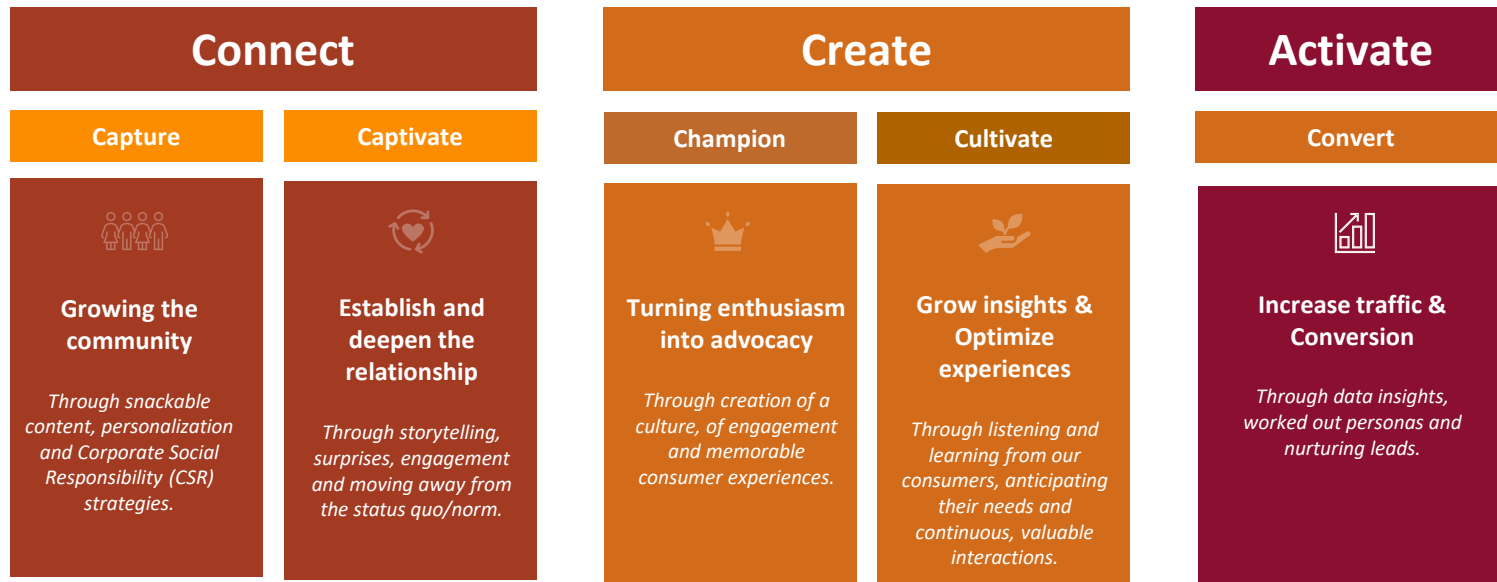 Connect
Create
Activate
Capture
Captivate
Champion
Cultivate
Convert
Growing the
community
Through snackable
content, personalization
and Corporate Social
Responsibility (CSR)
strategies.
Establish and
deepen the
relationship
Through storytelling,
surprises, engagement
and moving away from
the status quo/norm.
Turning enthusiasm
into advocacy
Through creation of a
culture, of engagement
and memorable
consumer experiences.
Grow insights &
Optimize
experiences
Through listening and
learning from our
consumers, anticipating
their needs and
continuous, valuable
interactions.
Increase traffic &
Conversion
Through data insights,
worked out personas and
nurturing leads.